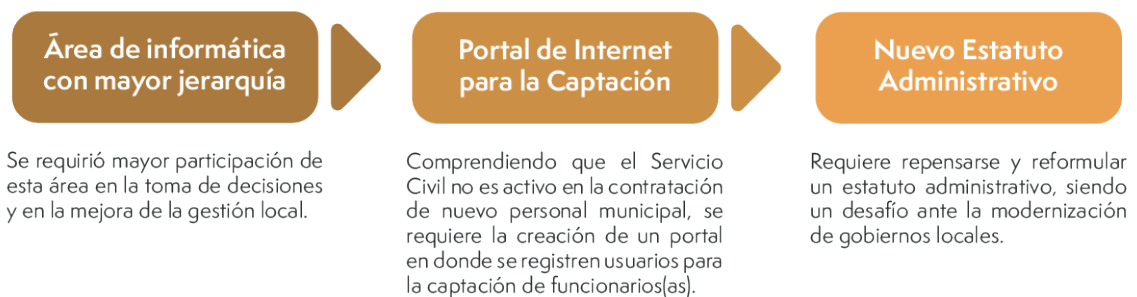 Área de informática
con mayor jerarquía
Se requirió mayor participación de
esta área en la toma de decisiones
y en la mejora de la gestión local.
Portal de Internet
para la Captación
Comprendiendo que el Servicio
Civil no es activo en la contratación
de nuevo personal municipal, se
requiere la creación de un portal
en donde se registren usuarios para
la captación de funcionarios(as).
Nuevo Estatuto
Administrativo
Requiere repensarse y reformular
un estatuto administrativo, siendo
un desafío ante la modernización
de gobiernos locales.